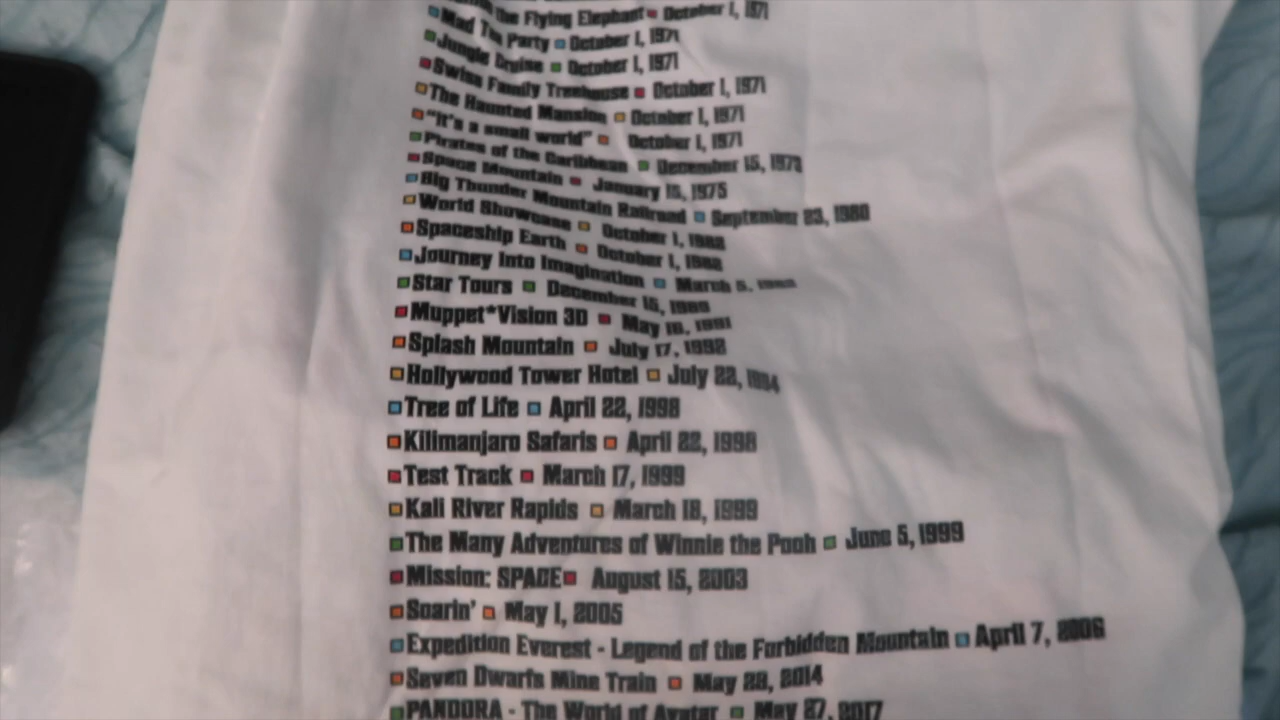 the Flying Elephant October 1, 1971
Mad Tea Party October 1, 1971
Jungle Cruise October 1, 1971
Swiss Family Treehouse October 1, 1971
The Haunted Mansion October 1, 1971
"it's a small world" October 1, 1971
Pirates of the Caribbean December 15, 1973
Space Mountain January 15, 1975
Big Thunder Mountain Railroad September 23, 1980
World Showcase October 1, 1982
Spaceship Earth October 1, 1982
Journey Into Imagination March 5,
Star Tours December 15, 1989
Muppet*Vision 3D May 16, 1991
Splash Mountain July 17, 1992
Hollywood Tower Hotel July 22, 1994
Tree of Life April 22, 1998
Kilimanjaro Safaris April 22, 1998
Test Track March 17, 1999
Kali River Rapids March 18, 1999
The Many Adventures of Winnie the Pooh June 5, 1999
Mission: SPACE August 15, 2003
Soarin' May 1, 2005
Expedition Everest - Legend of the Forbidden Mountain April 7, 2006
Seven Dwarfs Mine Train May 28, 2014
PANDORA - The World of Avatar May 27, 2017